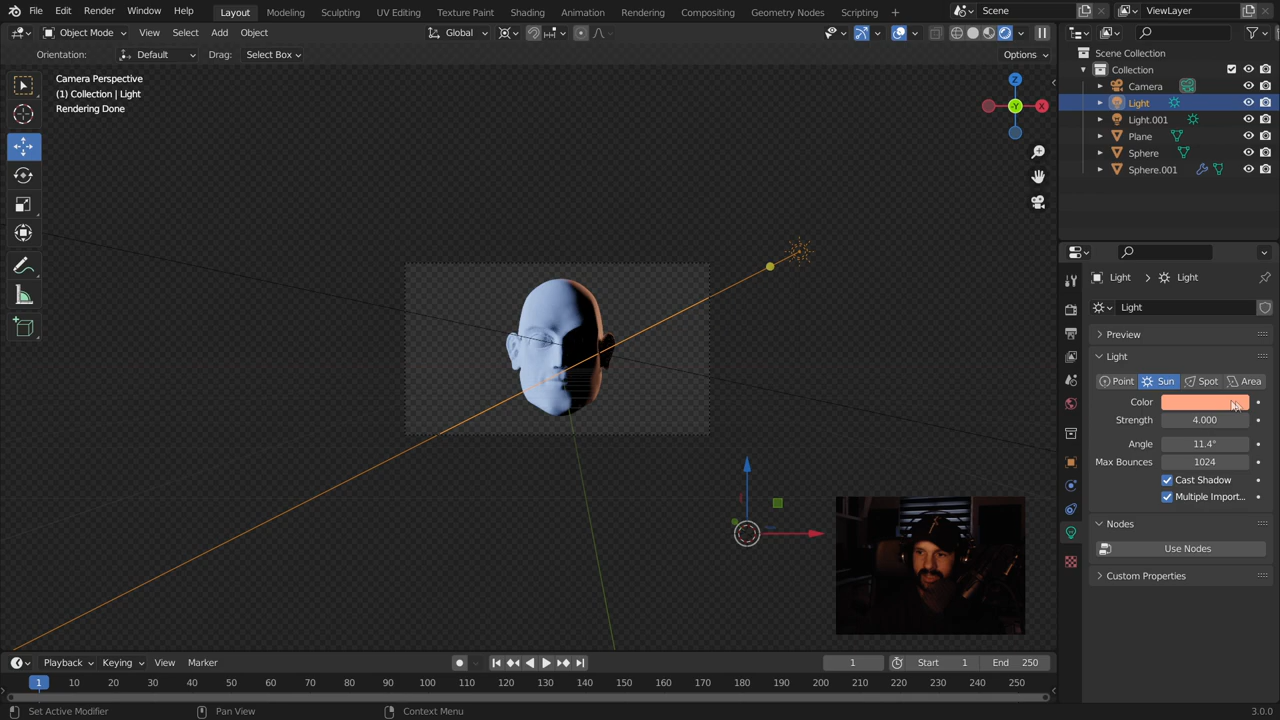 File Edit Render Window Help Layout Modeling Sculpting UV Editing Texture Paint Shading Animation Rendering Compositing Geometry Nodes Scripting + Scene ViewLayer
Object Mode View Select Add Object Global Options
Orientation: Default Drag: Select Box
Camera Perspective
(1) Collection | Light
Rendering Done
Z
-Y
X
Scene Collection
Collection
Camera
Light
Light.001
Plane
Sphere
Sphere.001
Light Light
Light
Preview
Light
Point Sun Spot Area
Color
Strength 4.000
Angle 11.4°
Max Bounces 1024
Cast Shadow
Multiple Import...
Nodes
Use Nodes
Custom Properties
Playback Keying View Marker 1 Start 1 End 250
1 10 20 30 40 50 60 70 80 90 100 110 120 130 140 150 160 170 180 190 200 210 220 230 240 250
Set Active Modifier Pan View Context Menu 3.0.0